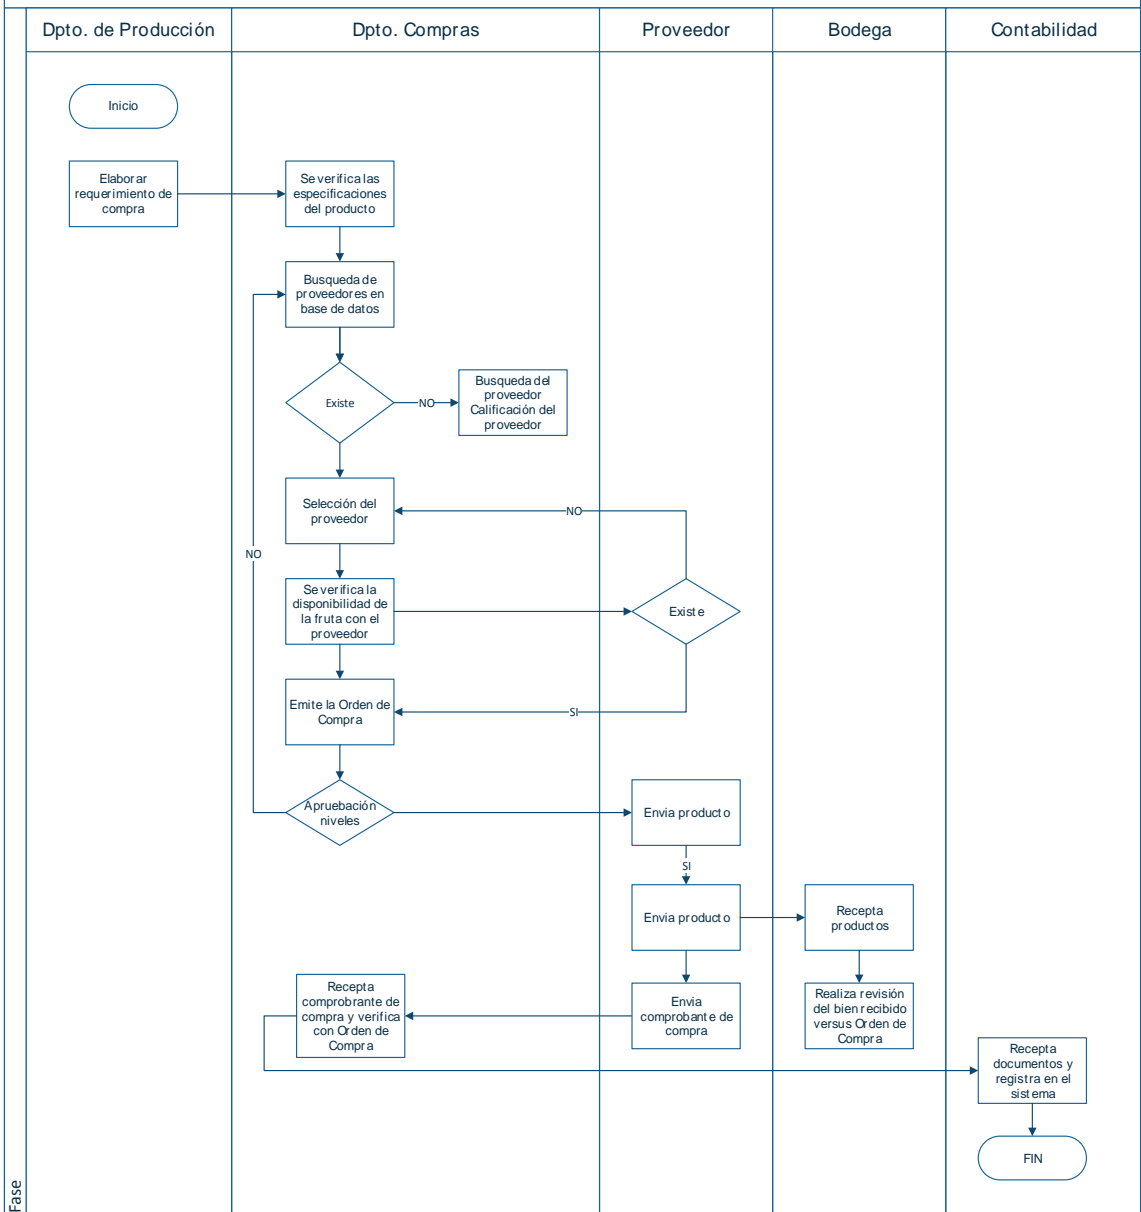 Dpto. de Producción
Dpto. Compras
Proveedor
Bodega
Contabilidad
Inicio
Elaborar
requerimiento de
compra
Se verifica las
especificaciones
del producto
Busqueda de
proveedores en
base de datos
Existe
NO
Busqueda del
proveedor
Calificación del
proveedor
Selección del
proveedor
NO
NO
Se verifica la
disponibilidad de
la fruta con el
proveedor
Existe
Emite la Orden de
Compra
SI
Apruebación
niveles
Envia producto
SI
Envia producto
Recepta
productos
Recepta
comprobrante de
compra y verifica
con Orden de
Compra
Envia
comprobante de
compra
Realiza revisión
del bien recibido
versus Orden de
Compra
Recepta
documentos y
registra en el
sistema
FIN
Fase